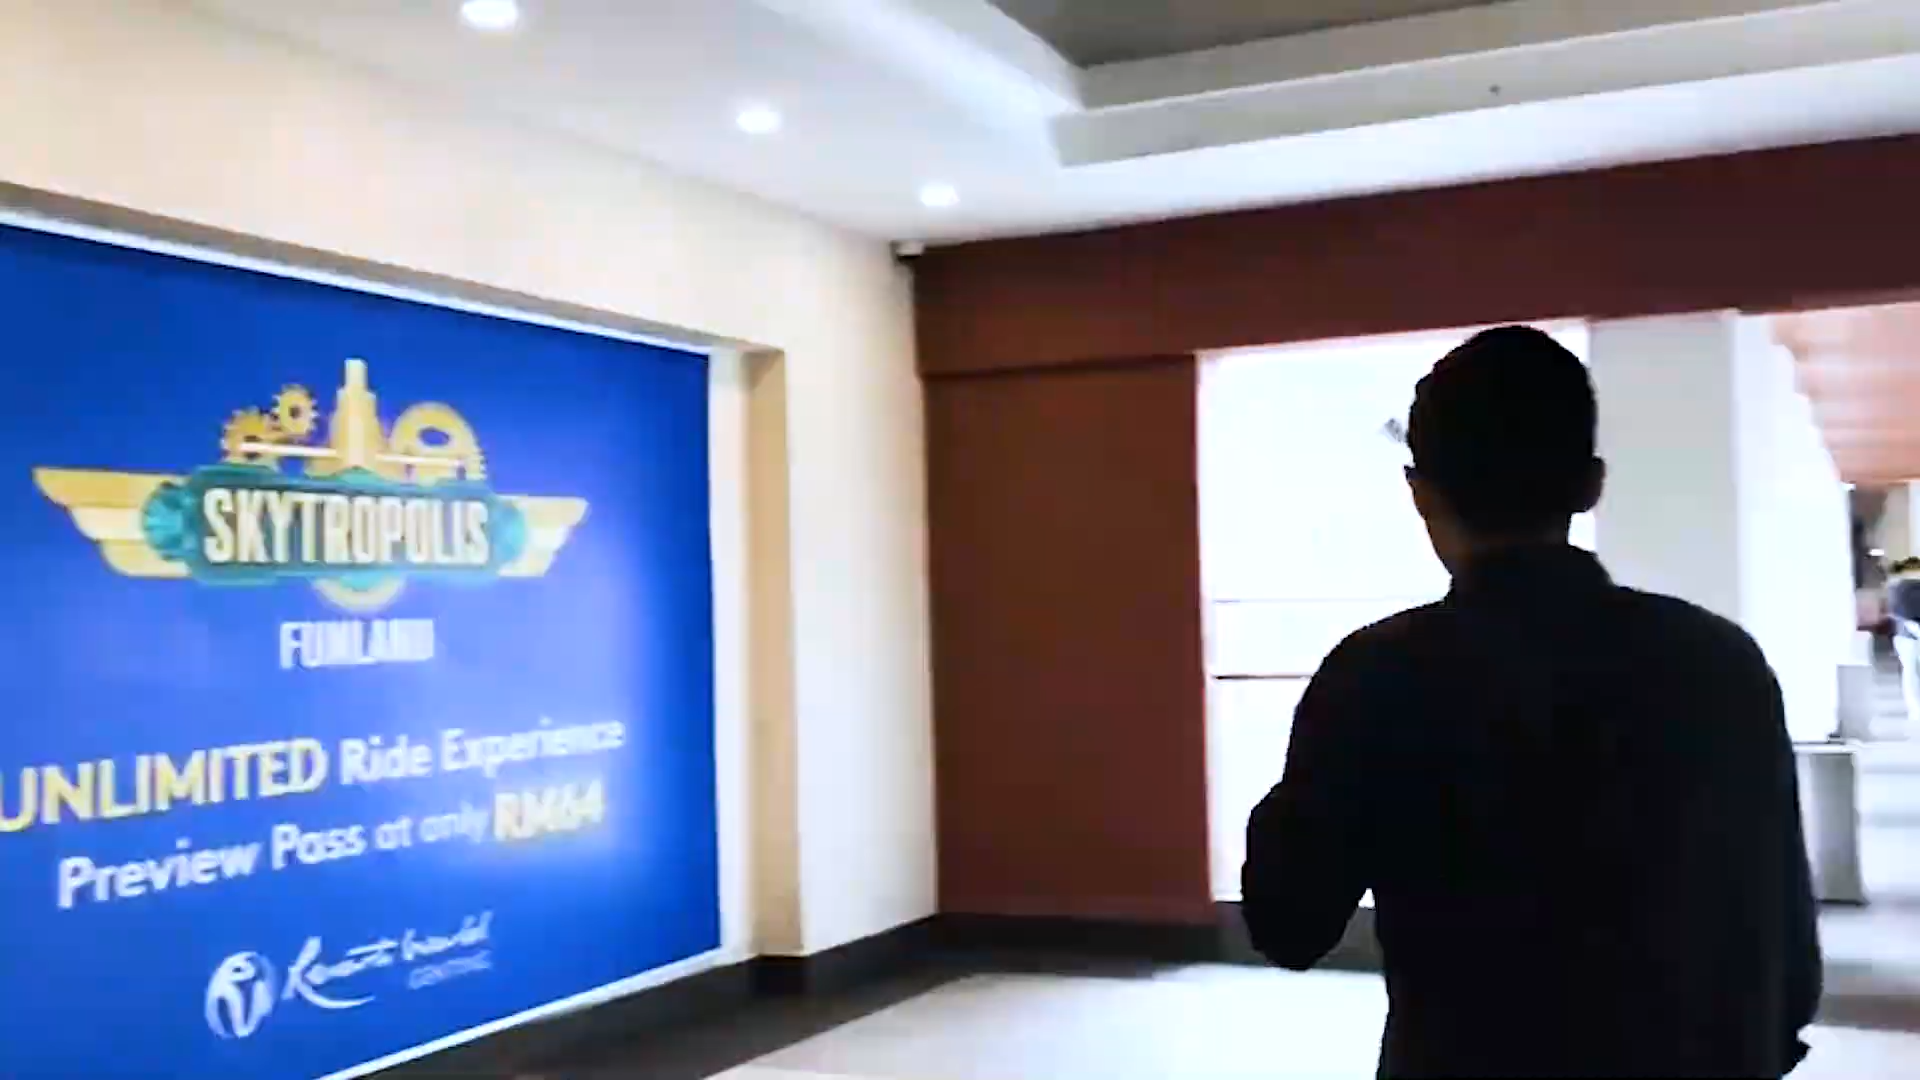 SKYTROPOLIS
FUNLAND
UNLIMITED Ride Experience
Preview Pass at only RM64
Resorts World
GENTING